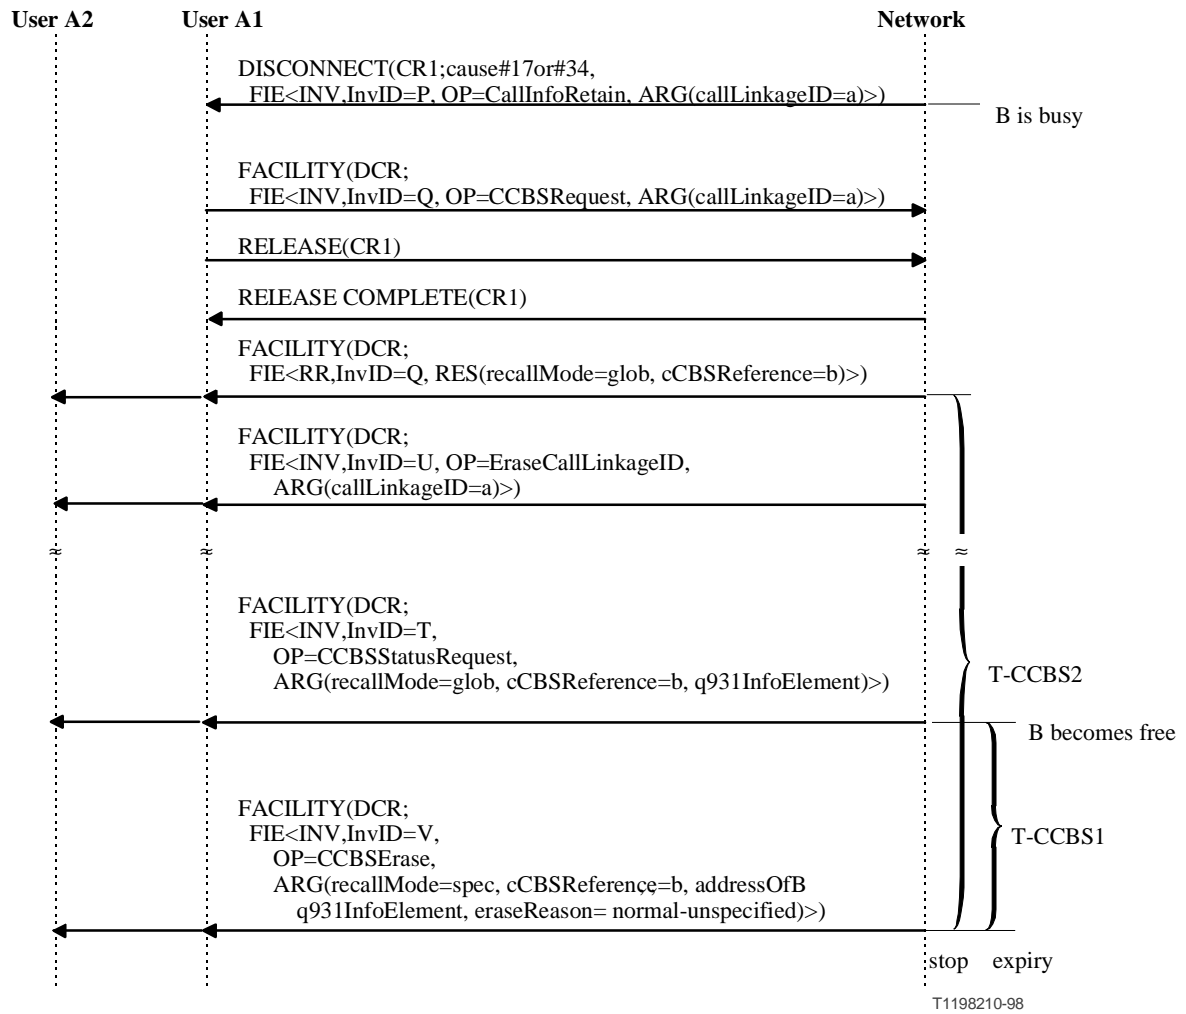 User A2 User A1 Network
DISCONNECT(CR1;cause#17or#34,
FIE<INV,InvID=P, OP=CallInfoRetain, ARG(callLinkageID=a)>)
B is busy
FACILITY(DCR;
FIE<INV,InvID=Q, OP=CCBSRequest, ARG(callLinkageID=a)>)
RELEASE(CR1)
RELEASE COMPLETE(CR1)
FACILITY(DCR;
FIE<RR,InvID=Q, RES(recallMode=glob, cCBSReference=b)>)
FACILITY(DCR;
FIE<INV,InvID=U, OP=EraseCallLinkageID,
ARG(callLinkageID=a)>)
≈ ≈ ≈ ≈
FACILITY(DCR;
FIE<INV,InvID=T,
OP=CCBSStatusRequest,
ARG(recallMode=glob, cCBSReference=b, q931InfoElement)>)
T-CCBS2
B becomes free
FACILITY(DCR;
FIE<INV,InvID=V,
OP=CCBSErase,
T-CCBS1
ARG(recallMode=spec, cCBSReference=b, addressOfB
q931InfoElement, eraseReason= normal-unspecified)>)
stop expiry
T1198210-98